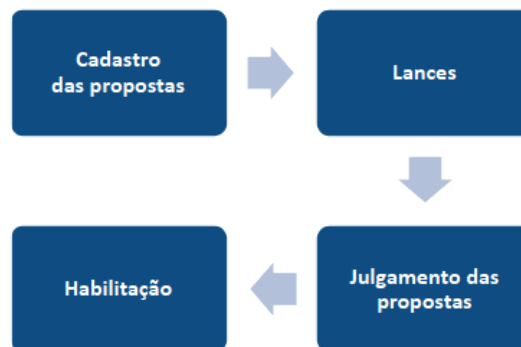 Cadastro
das propostas
Lances
Julgamento das
propostas
Habilitação